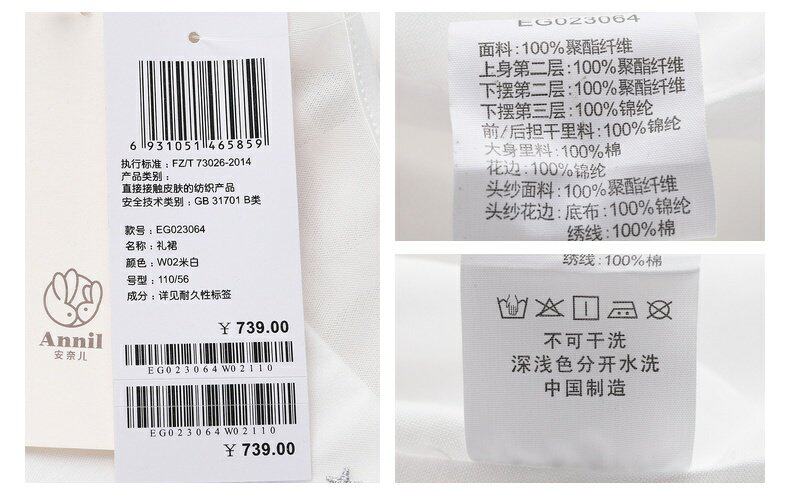 6 931051 465859
执行标准：FZ/T 73026-2014
产品类别：
直接接触皮肤的纺织产品
安全技术类别：GB 31701 B类
款号：EG023064
名称：礼裙
颜色：W02米白
号型：110/56
成分：详见耐久性标签
￥739.00
EG023064W02110
EG023064W02110
￥739.00
Annil
安奈儿
EG023064
面料：100%聚酯纤维
上身第二层：100%聚酯纤维
下摆第二层：100%聚酯纤维
下摆第三层：100%锦纶
前/后担干里料：100%锦纶
大身里料：100%棉
花边：100%锦纶
头纱面料：100%聚酯纤维
头纱花边：底布：100%锦纶
绣线：100%棉
绣线：100%棉
不可干洗
深浅色分开水洗
中国制造